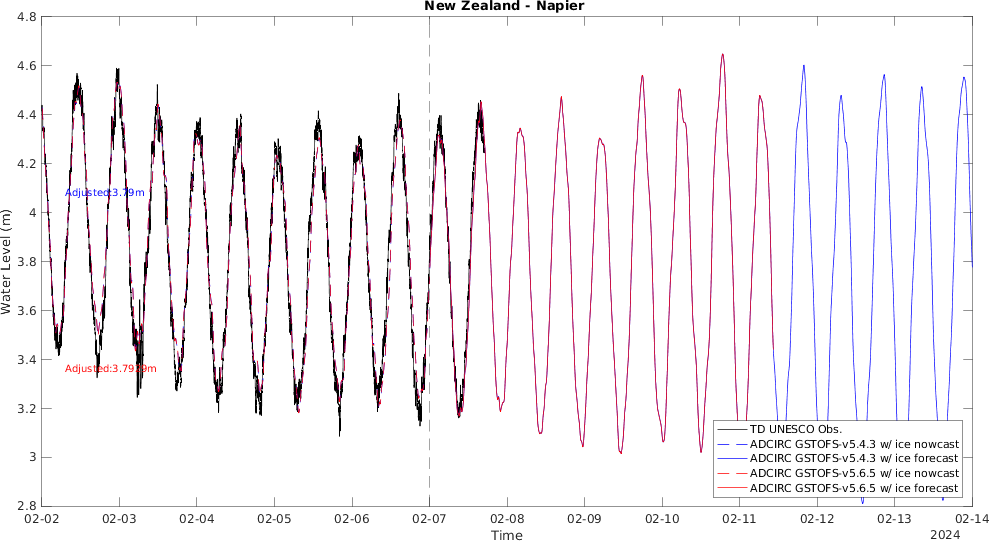 New Zealand - Napier
4.8
4.6
4.4
4.2
4
3.8
3.6
3.4
3.2
3
2.8
Water Level (m)
Adjusted:3.79m
Adjusted:3.7929m
TD UNESCO Obs.
ADCIRC GSTOFS-v5.4.3 w/ ice nowcast
ADCIRC GSTOFS-v5.4.3 w/ ice forecast
ADCIRC GSTOFS-v5.6.5 w/ ice nowcast
ADCIRC GSTOFS-v5.6.5 w/ ice forecast
02-02 02-03 02-04 02-05 02-06 02-07 02-08 02-09 02-10 02-11 02-12 02-13 02-14
Time
2024